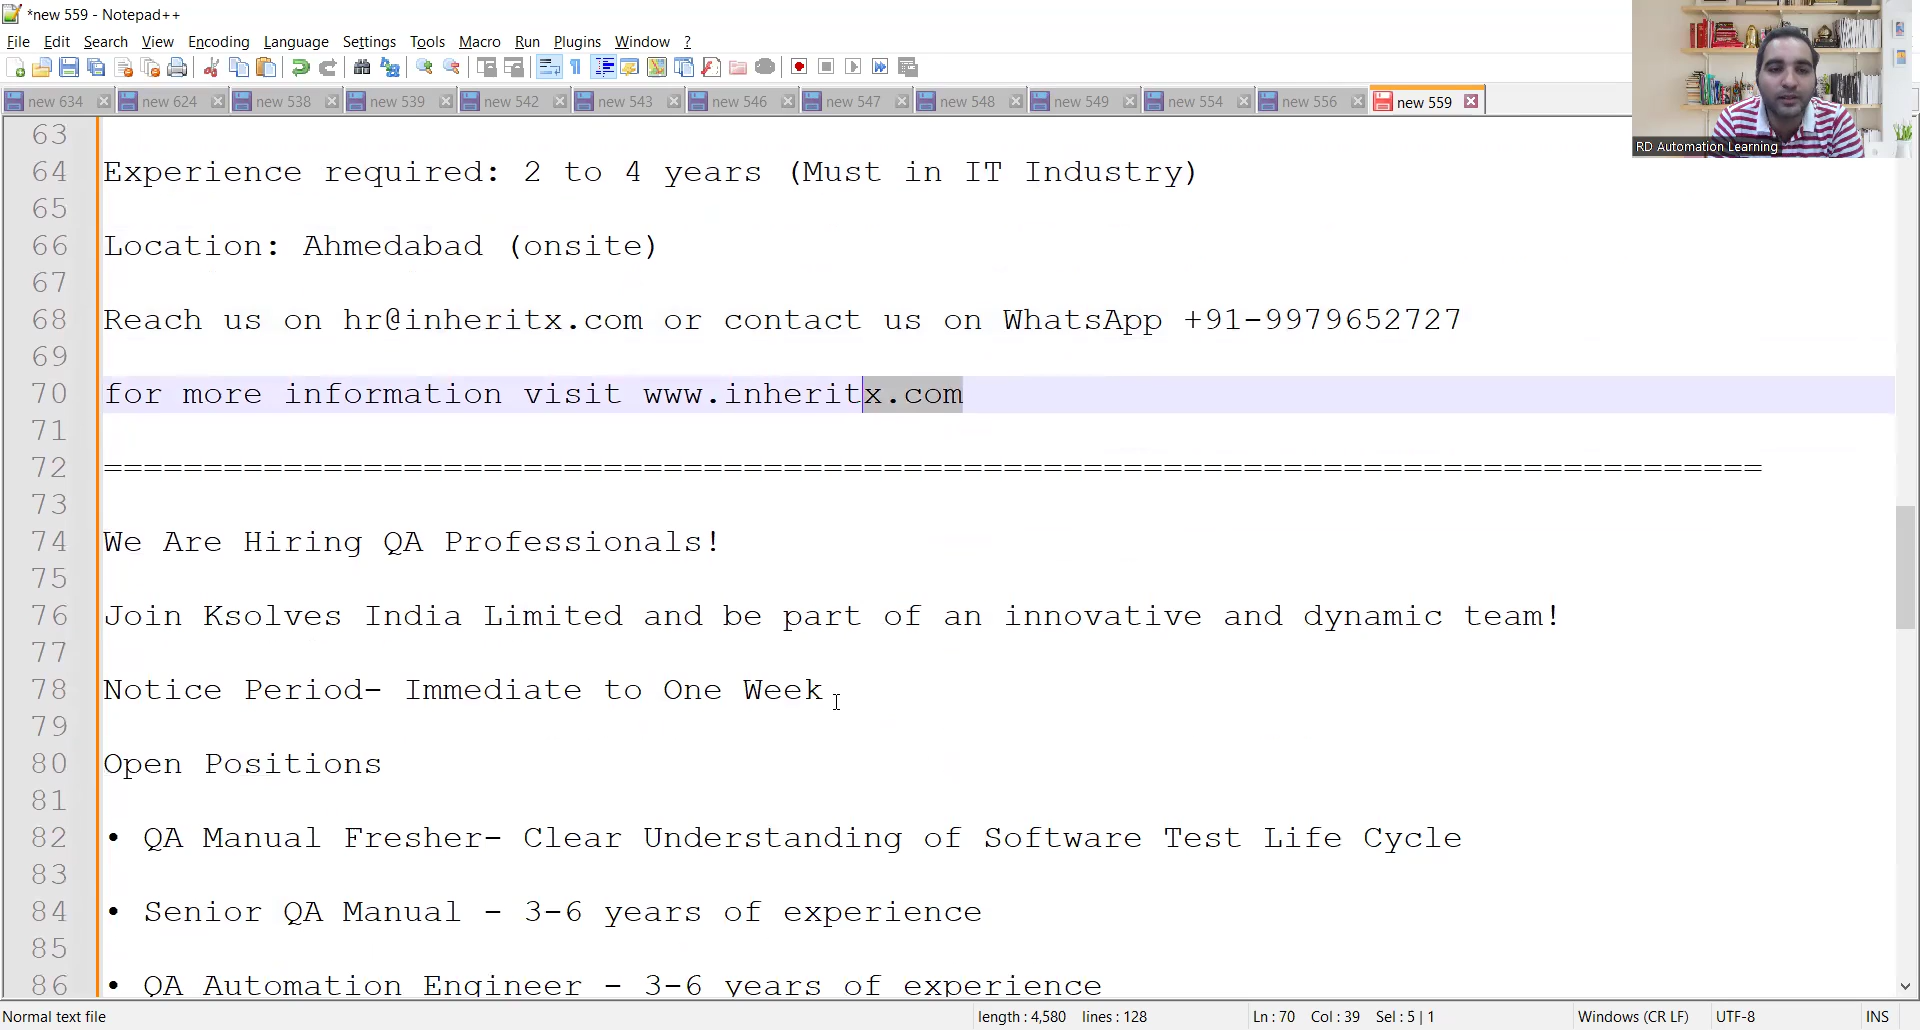 *new 559 - Notepad++
File Edit Search View Encoding Language Settings Tools Macro Run Plugins Window ?
new 634 new 624 new 538 new 539 new 542 new 543 new 546 new 547 new 548 new 549 new 554 new 556 new 559
RD Automation Learning
63
64 Experience required: 2 to 4 years (Must in IT Industry)
65
66 Location: Ahmedabad (onsite)
67
68 Reach us on hr@inheritx.com or contact us on WhatsApp +91-9979652727
69
70 for more information visit www.inheritx.com
71
72 ===================================================================================
73
74 We Are Hiring QA Professionals!
75
76 Join Ksolves India Limited and be part of an innovative and dynamic team!
77
78 Notice Period- Immediate to One Week
79
80 Open Positions
81
82 • QA Manual Fresher- Clear Understanding of Software Test Life Cycle
83
84 • Senior QA Manual - 3-6 years of experience
85
86 • QA Automation Engineer - 3-6 years of experience
Normal text file length : 4,580 lines : 128 Ln : 70 Col : 39 Sel : 5 | 1 Windows (CR LF) UTF-8 INS